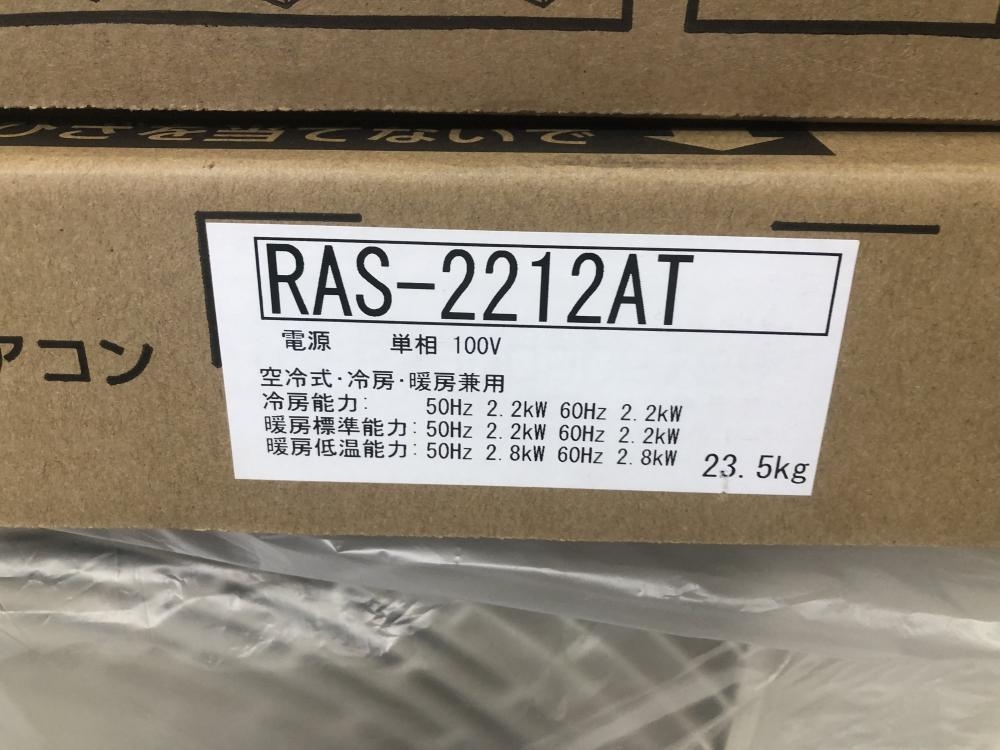 ひざを当てないで
アコン
RAS-2212AT
電源 単相 100V
空冷式・冷房・暖房兼用
冷房能力: 50Hz 2.2kW 60Hz 2.2kW
暖房標準能力: 50Hz 2.2kW 60Hz 2.2kW
暖房低温能力: 50Hz 2.8kW 60Hz 2.8kW
23.5kg